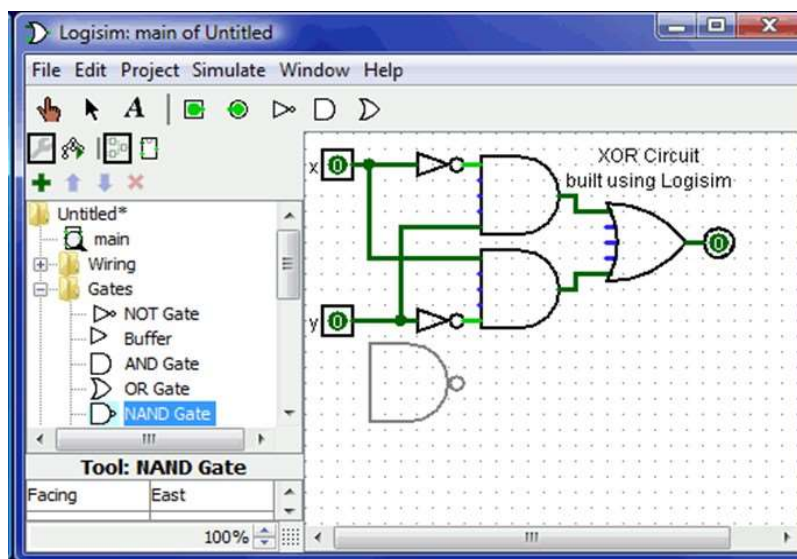 Logisim: main of Untitled
File Edit Project Simulate Window Help
A
x 0
XOR Circuit
built using Logisim
0
y 0
Untitled*
main
Wiring
Gates
NOT Gate
Buffer
AND Gate
OR Gate
NAND Gate
Tool: NAND Gate
Facing East
100%